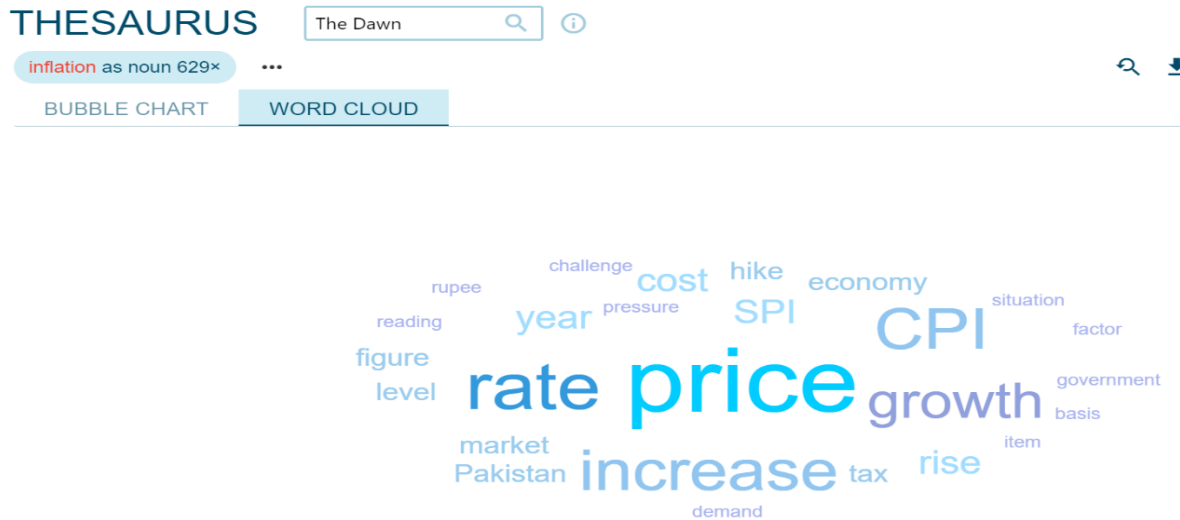 THESAURUS The Dawn
inflation as noun 629×
BUBBLE CHART WORD CLOUD
challenge cost hike economy
rupee year pressure SPI CPI situation
reading factor
figure
level rate price growth government
basis
market item
Pakistan increase tax rise
demand